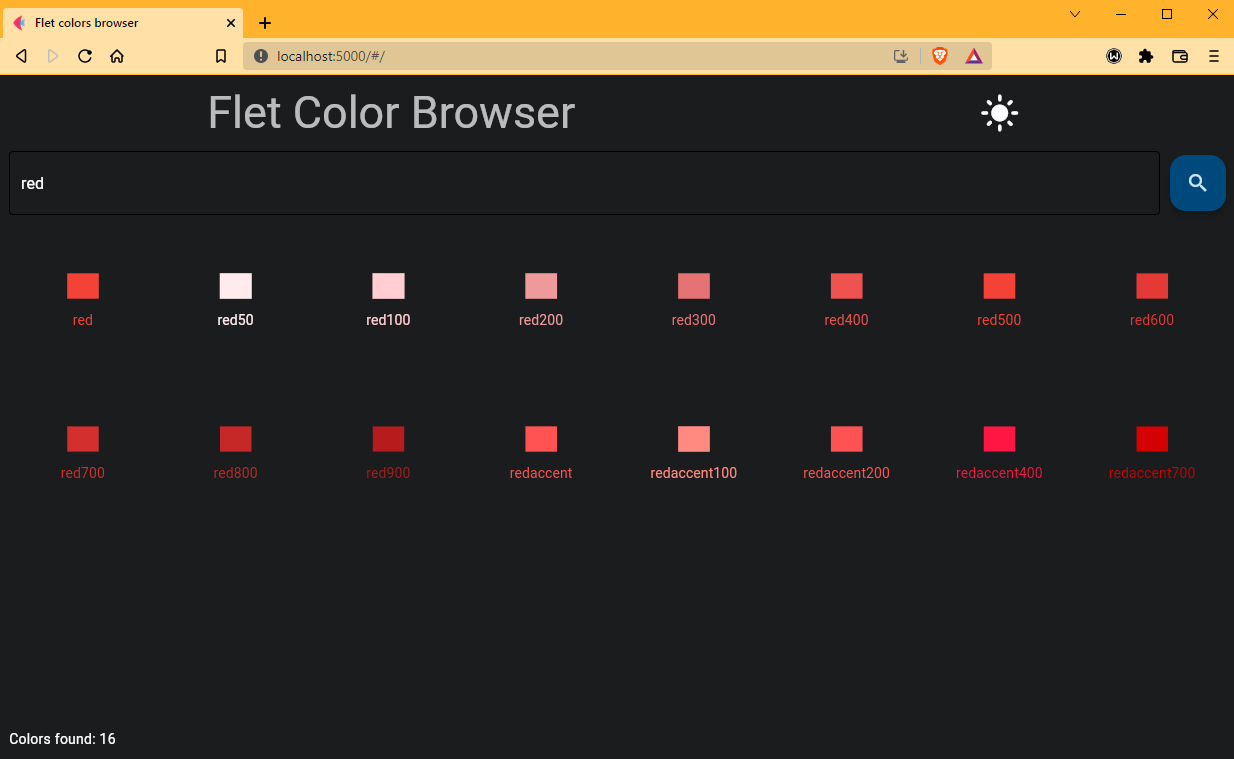 Flet colors browser
localhost:5000/#/
Flet Color Browser
red
red red50 red100 red200 red300 red400 red500 red600
red700 red800 red900 redaccent redaccent100 redaccent200 redaccent400 redaccent700
Colors found: 16